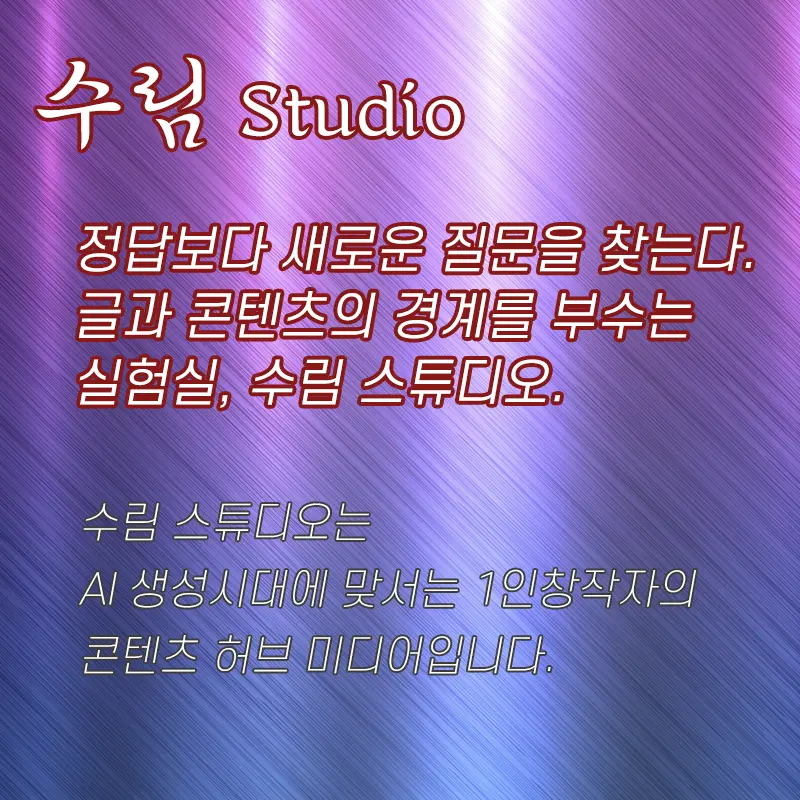 수림 Studio
정답보다 새로운 질문을 찾는다.
글과 콘텐츠의 경계를 부수는
실험실, 수림 스튜디오.
수림 스튜디오는
AI 생성시대에 맞서는 1인창작자의
콘텐츠 허브 미디어입니다.